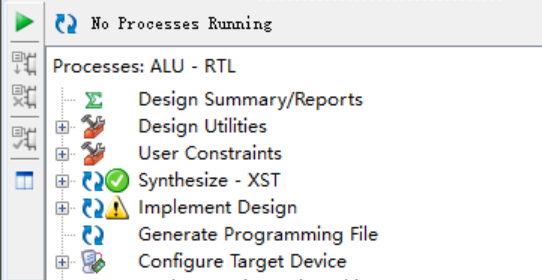 No Processes Running
Processes: ALU - RTL
Design Summary/Reports
Design Utilities
User Constraints
Synthesize - XST
Implement Design
Generate Programming File
Configure Target Device